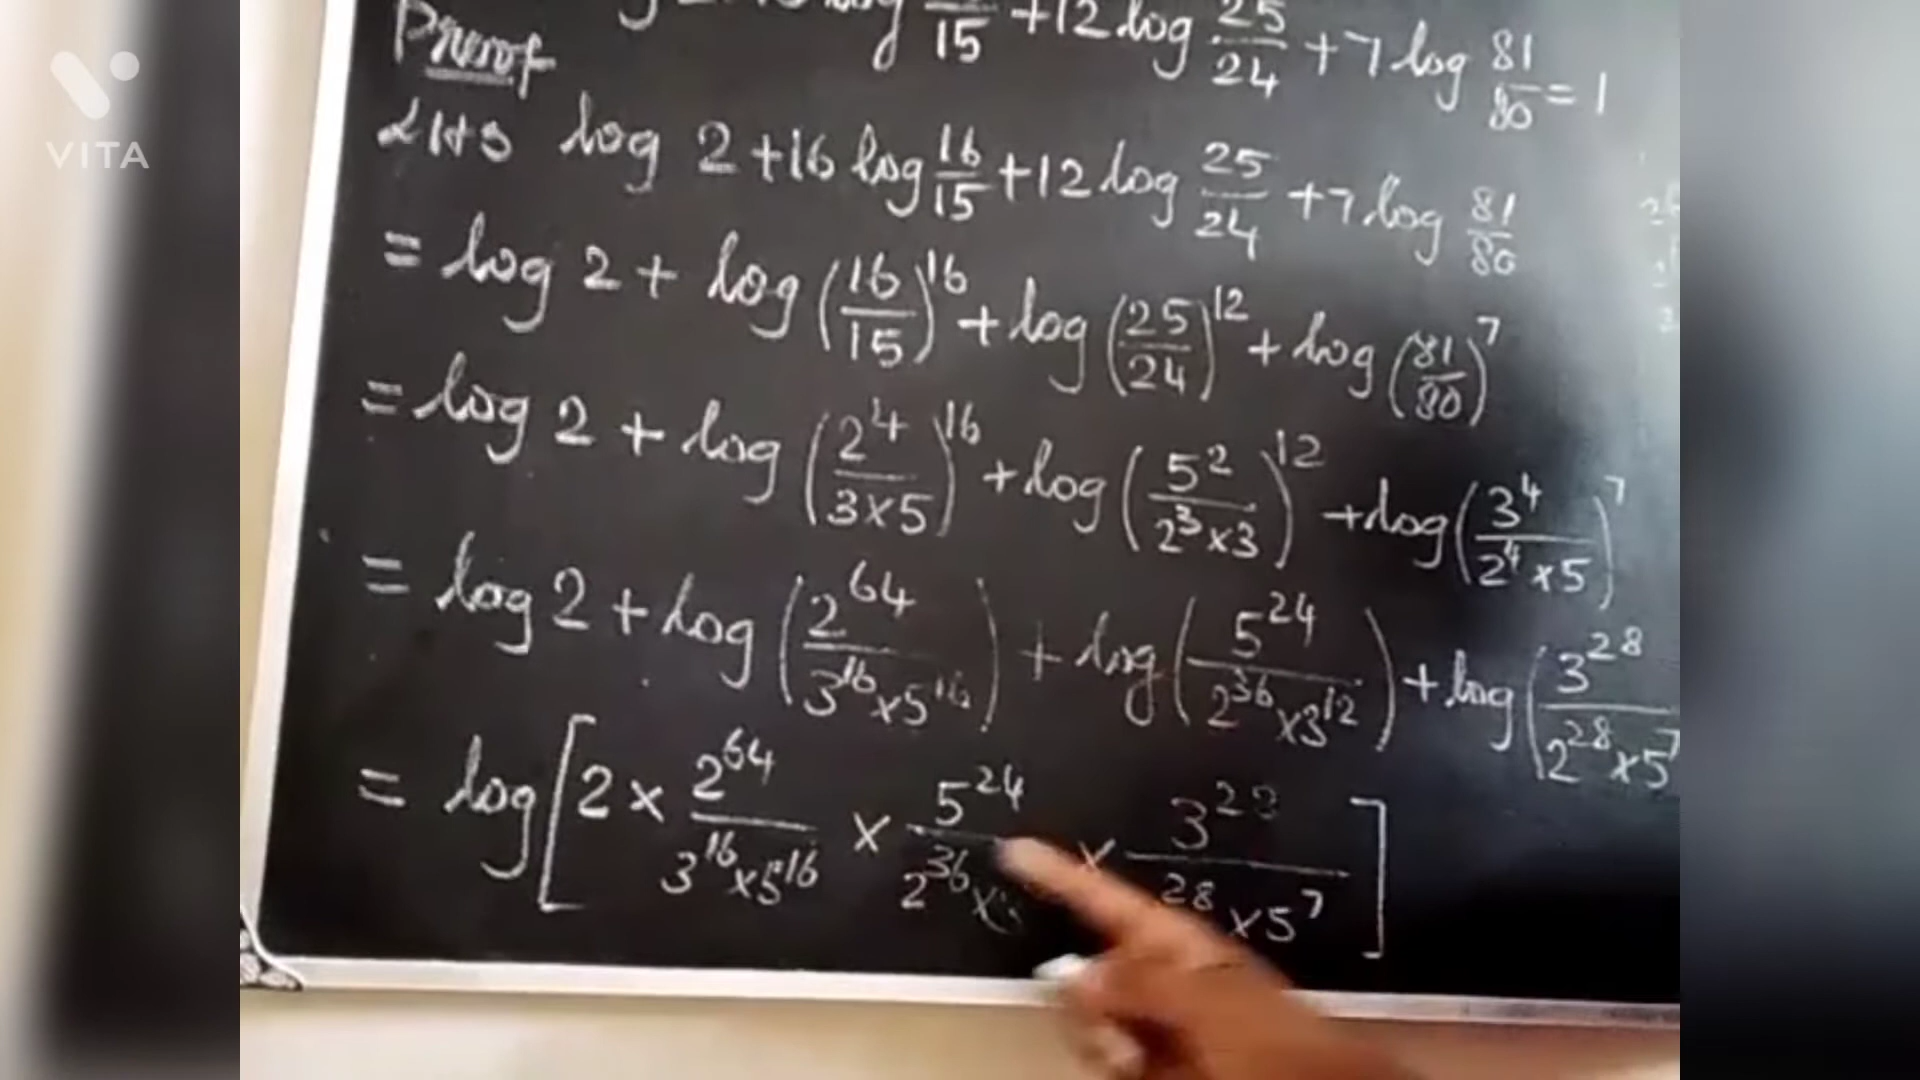 VITA
log 16/15 + 12 log 25/24 + 7 log 81/80 = 1
Proof
LHS log 2 + 16 log 16/15 + 12 log 25/24 + 7 log 81/80
= log 2 + log (16/15)^16 + log (25/24)^12 + log (81/80)^7
= log 2 + log (2^4/3×5)^16 + log (5^2/2^3×3)^12 + log (3^4/2^4×5)^7
= log 2 + log (2^64/3^16×5^16) + log (5^24/2^36×3^12) + log (3^28/2^28×5^7
= log [2 × 2^64/3^16×5^16 × 5^24/2^36× × 3^28/28×5^7]